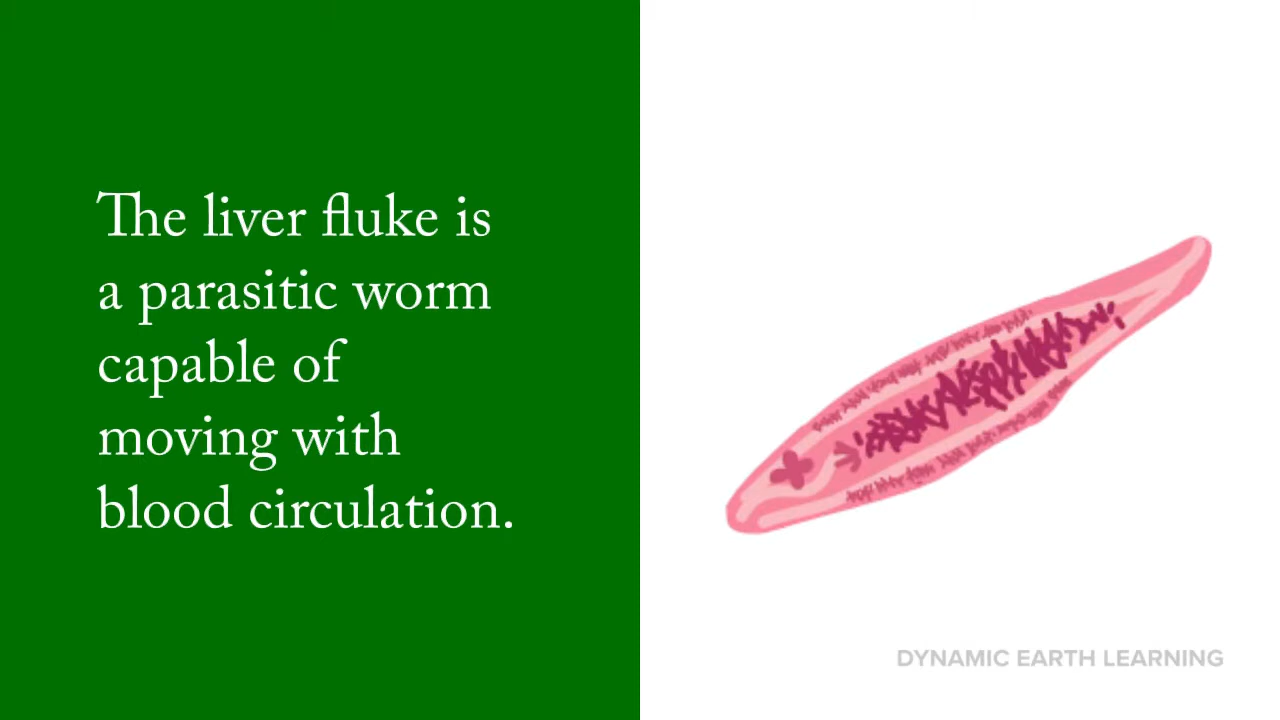 The liver fluke is
a parasitic worm
capable of
moving with
blood circulation.
DYNAMIC EARTH LEARNING